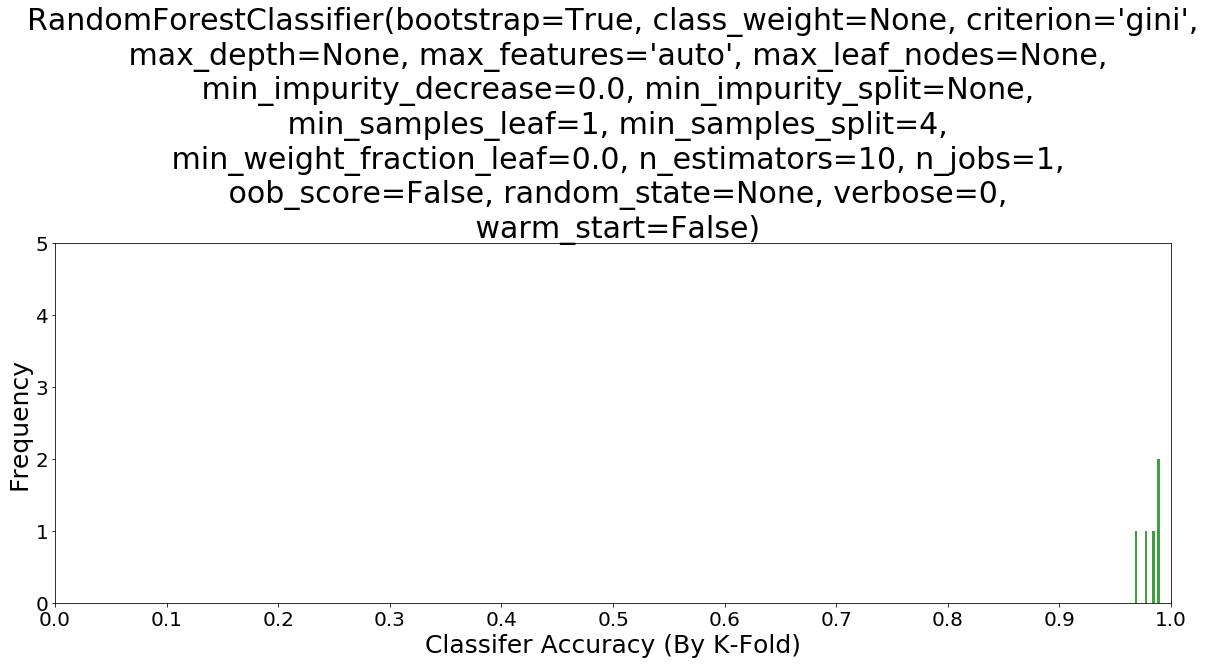 RandomForestClassifier(bootstrap=True, class_weight=None, criterion='gini',
max_depth=None, max_features='auto', max_leaf_nodes=None,
min_impurity_decrease=0.0, min_impurity_split=None,
min_samples_leaf=1, min_samples_split=4,
min_weight_fraction_leaf=0.0, n_estimators=10, n_jobs=1,
oob_score=False, random_state=None, verbose=0,
warm_start=False)
5
4
3
2
1
0
Frequency
0.0 0.1 0.2 0.3 0.4 0.5 0.6 0.7 0.8 0.9 1.0
Classifer Accuracy (By K-Fold)